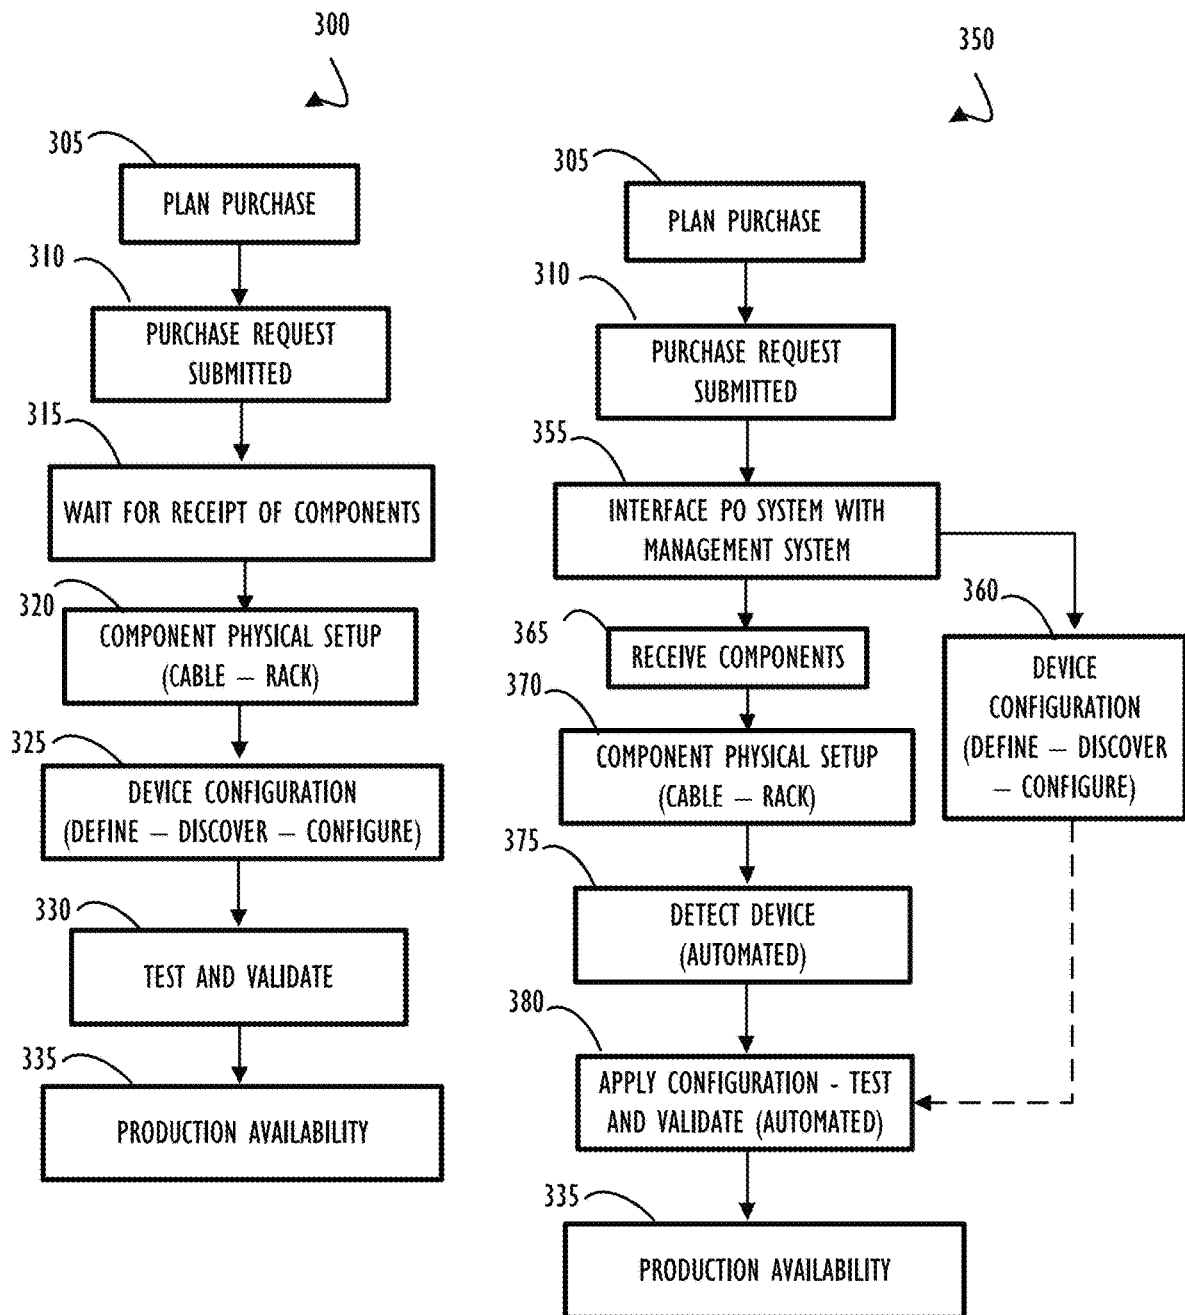 300
305
PLAN PURCHASE
310
PURCHASE REQUEST
SUBMITTED
315
WAIT FOR RECEIPT OF COMPONENTS
320
COMPONENT PHYSICAL SETUP
(CABLE – RACK)
325
DEVICE CONFIGURATION
(DEFINE – DISCOVER – CONFIGURE)
330
TEST AND VALIDATE
335
PRODUCTION AVAILABILITY
350
305
PLAN PURCHASE
310
PURCHASE REQUEST
SUBMITTED
355
INTERFACE PO SYSTEM WITH
MANAGEMENT SYSTEM
360
DEVICE
CONFIGURATION
(DEFINE – DISCOVER
– CONFIGURE)
365
RECEIVE COMPONENTS
370
COMPONENT PHYSICAL SETUP
(CABLE – RACK)
375
DETECT DEVICE
(AUTOMATED)
380
APPLY CONFIGURATION - TEST
AND VALIDATE (AUTOMATED)
335
PRODUCTION AVAILABILITY